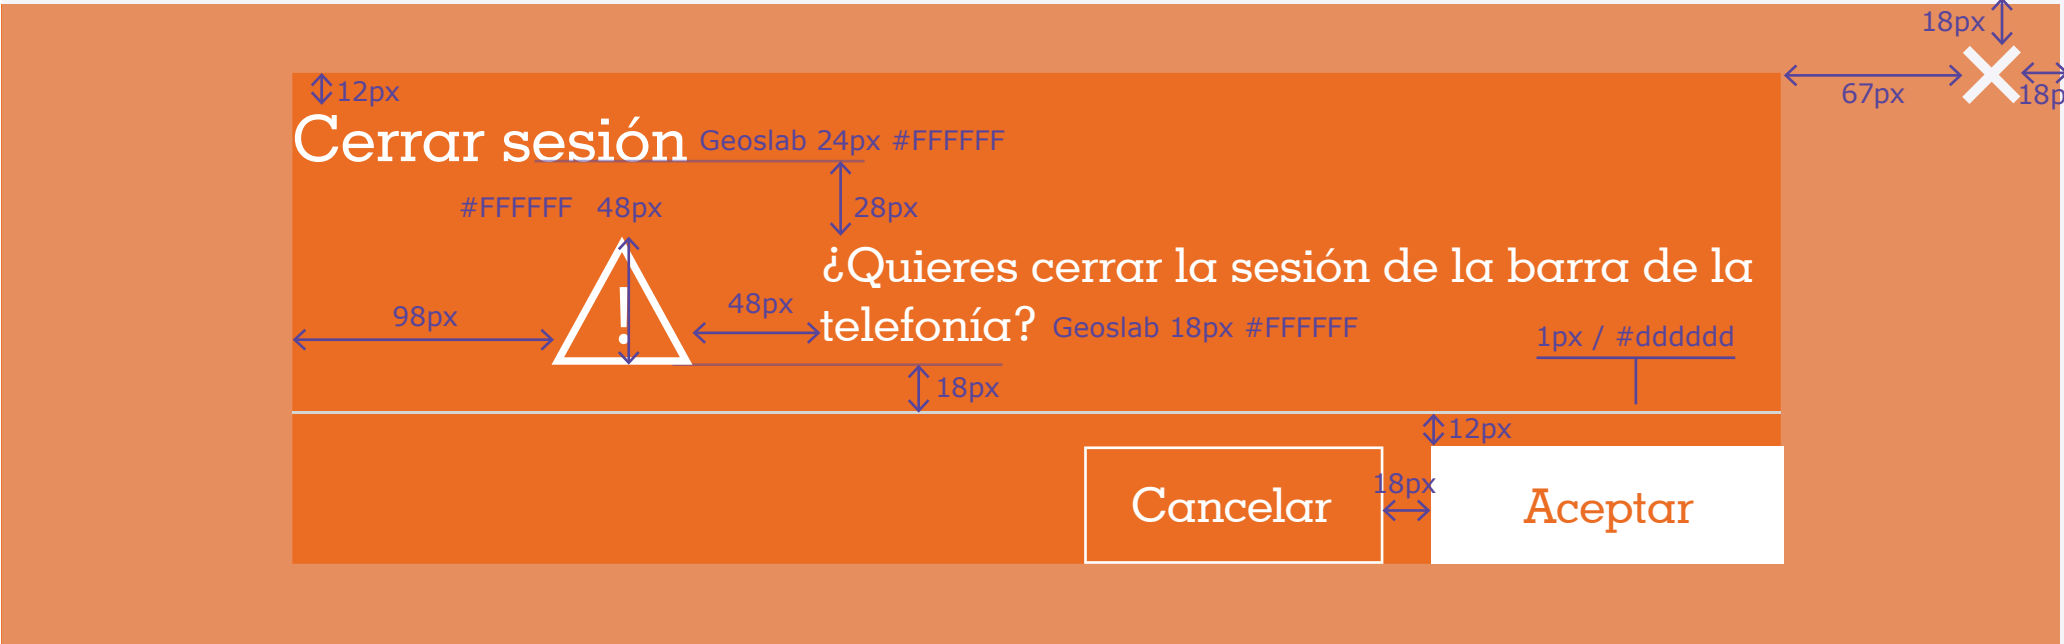 18px
12px
67px
18p
Cerrar sesión Geoslab 24px #FFFFFF
#FFFFFF 48px
28px
¿Quieres cerrar la sesión de la barra de la
telefonía? Geoslab 18px #FFFFFF
98px
48px
1px / #dddddd
18px
12px
Cancelar
18px
Aceptar